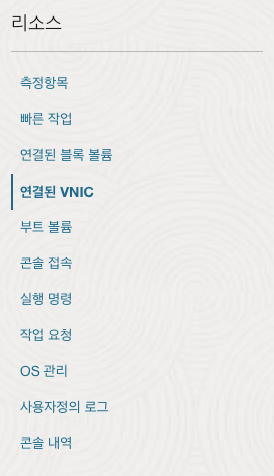 리소스
측정항목
빠른 작업
연결된 블록 볼륨
연결된 VNIC
부트 볼륨
콘솔 접속
실행 명령
작업 요청
OS 관리
사용자정의 로그
콘솔 내역